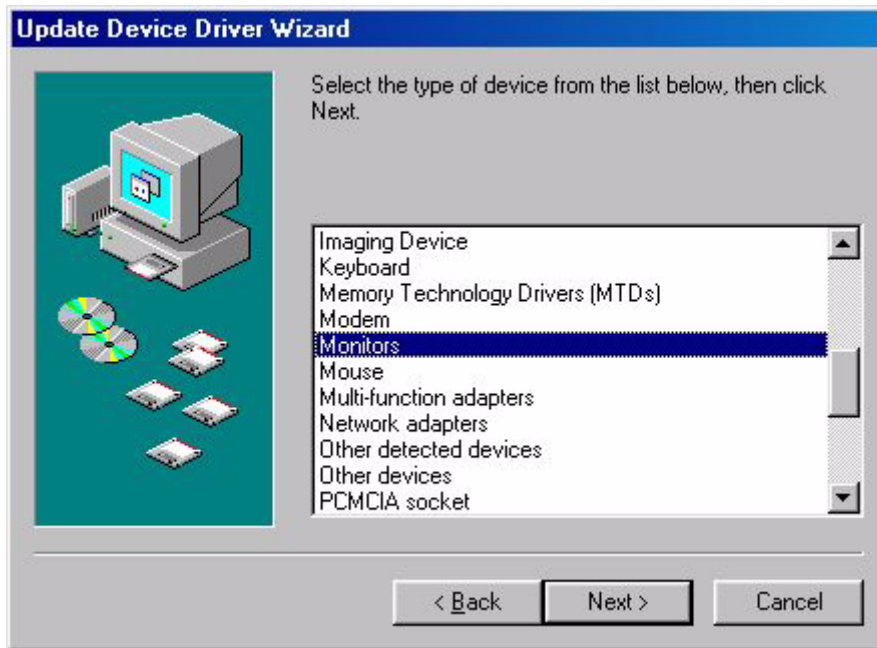 Update Device Driver Wizard
Select the type of device from the list below, then click
Next.
Imaging Device
Keyboard
Memory Technology Drivers (MTDs)
Modem
Monitors
Mouse
Multi-function adapters
Network adapters
Other detected devices
Other devices
PCMCIA socket
< Back
Next >
Cancel